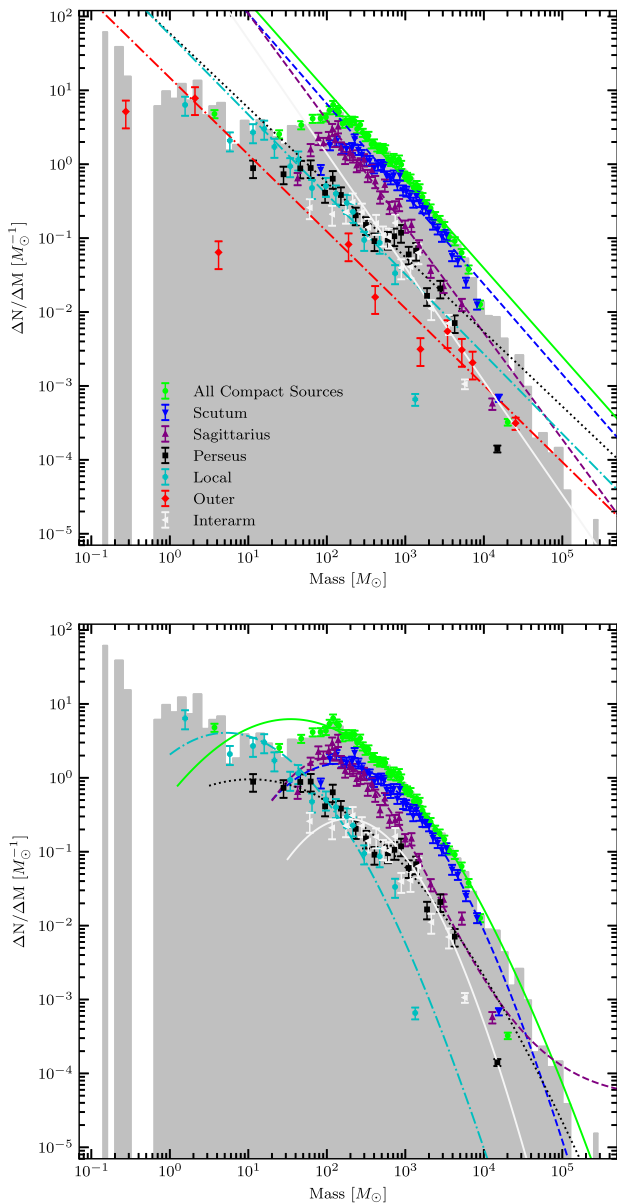 10²
10¹
10⁰
10⁻¹
10⁻²
10⁻³
10⁻⁴
10⁻⁵
ΔN/ΔM [M⊙⁻¹]
All Compact Sources
Scutum
Sagittarius
Perseus
Local
Outer
Interarm
10⁻¹ 10⁰ 10¹ 10² 10³ 10⁴ 10⁵
Mass [M⊙]
10²
10¹
10⁰
10⁻¹
10⁻²
10⁻³
10⁻⁴
10⁻⁵
ΔN/ΔM [M⊙⁻¹]
10⁻¹ 10⁰ 10¹ 10² 10³ 10⁴ 10⁵
Mass [M⊙]